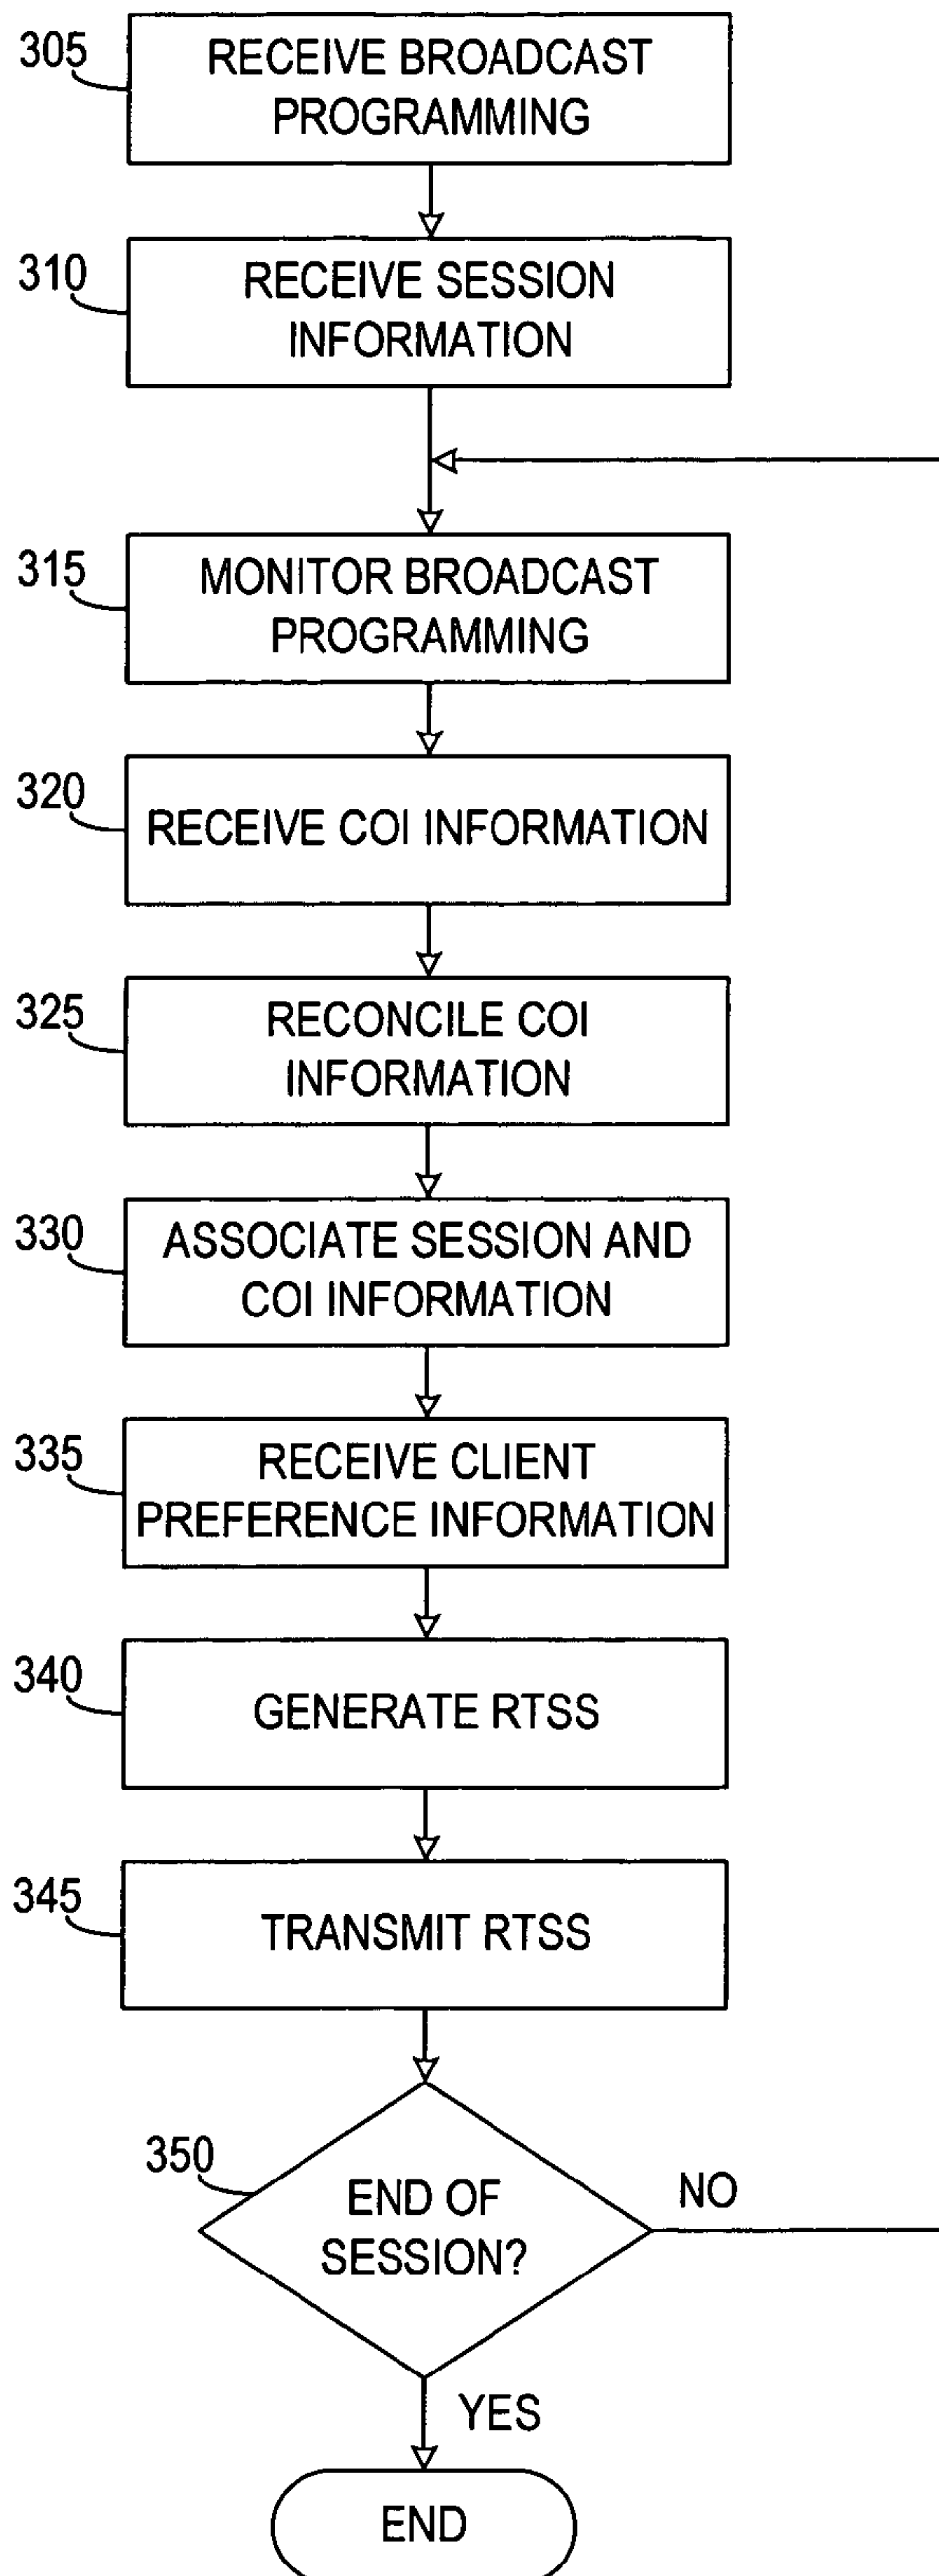 305
RECEIVE BROADCAST
PROGRAMMING
310
RECEIVE SESSION
INFORMATION
315
MONITOR BROADCAST
PROGRAMMING
320
RECEIVE COI INFORMATION
325
RECONCILE COI
INFORMATION
330
ASSOCIATE SESSION AND
COI INFORMATION
335
RECEIVE CLIENT
PREFERENCE INFORMATION
340
GENERATE RTSS
345
TRANSMIT RTSS
350
END OF
SESSION?
NO
YES
END